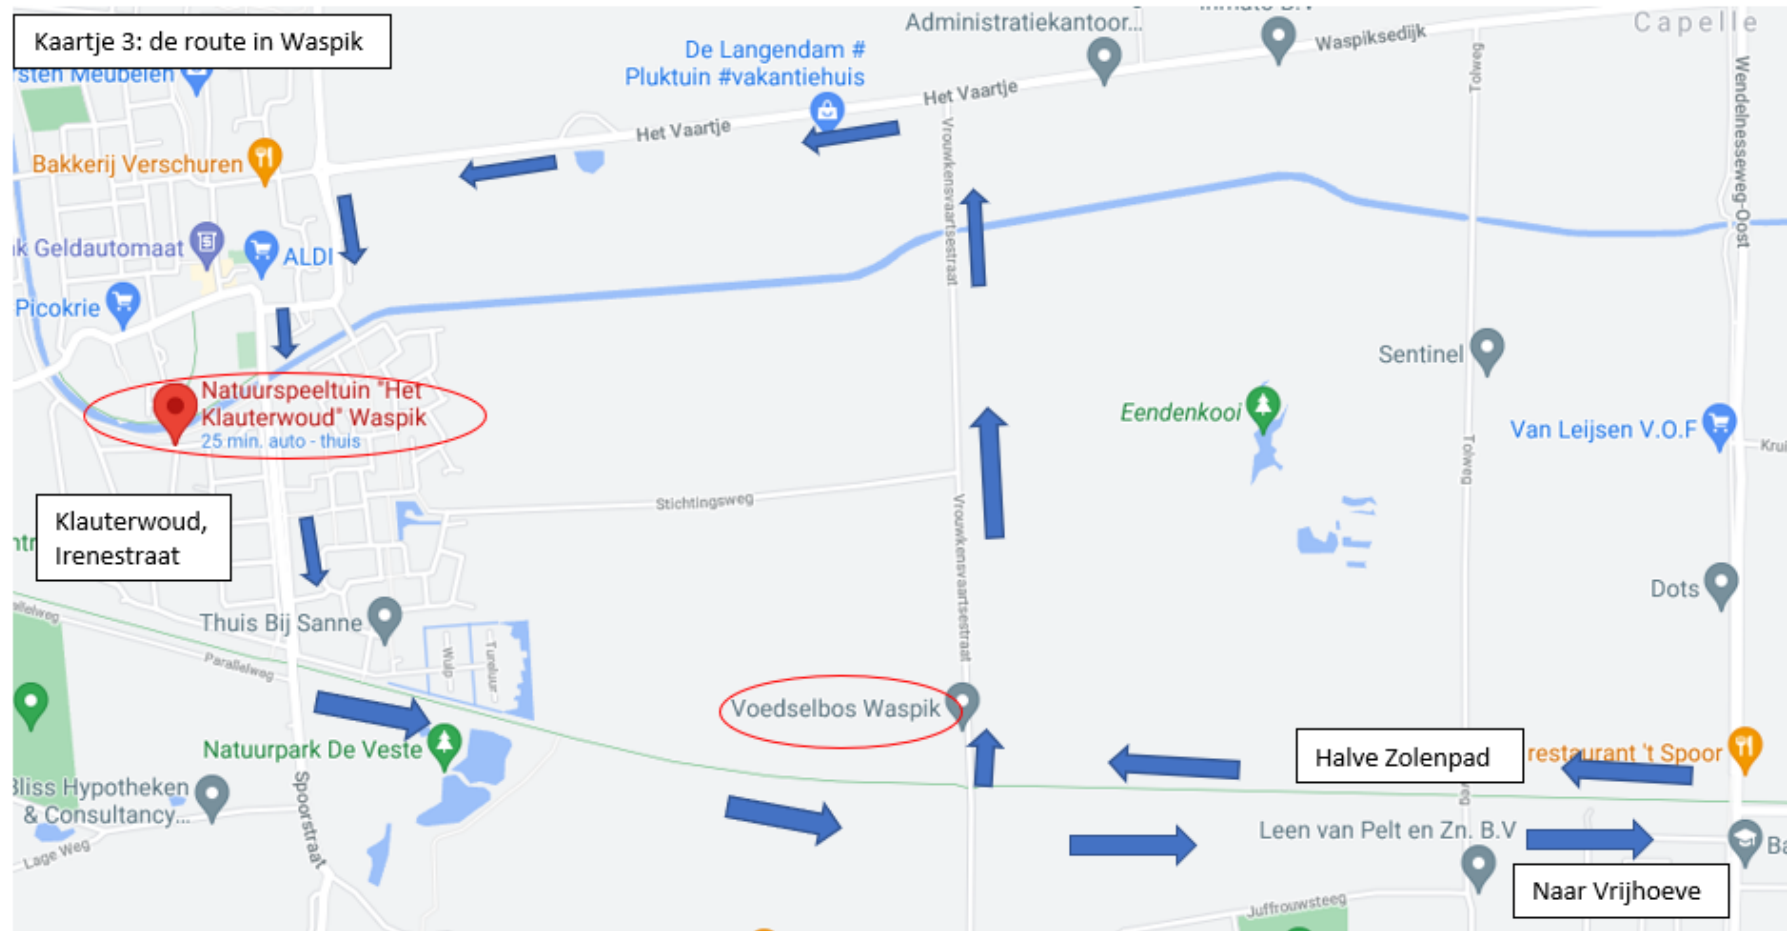 Kaartje 3: de route in Waspik
Administratiekantoor...
Capelle
De Langendam #
Pluktuin #vakantiehuis
Waspiksedijk
Tolweg
Wendelnesseweg-Oost
Het Vaartje
Het Vaartje
Vrouwkensvaartsestraat
Bakkerij Verschuren
Geldautomaat
ALDI
Picokrie
Sentinel
Natuurspeeltuin "Het
Klauterwoud" Waspik
25 min. auto - thuis
Eendenkooi
Van Leijsen V.O.F
Tolweg
Stichtingsweg
Vrouwkensvaartsestraat
Klauterwoud,
Irenestraat
Dots
Thuis Bij Sanne
Wulp
Tureluur
Parallelweg
Voedselbos Waspik
Natuurpark De Veste
Halve Zolenpad
restaurant 't Spoor
Bliss Hypotheken
& Consultancy...
Spoorstraat
Leen van Pelt en Zn. B.V
Lage Weg
Naar Vrijhoeve
Juffrouwsteeg